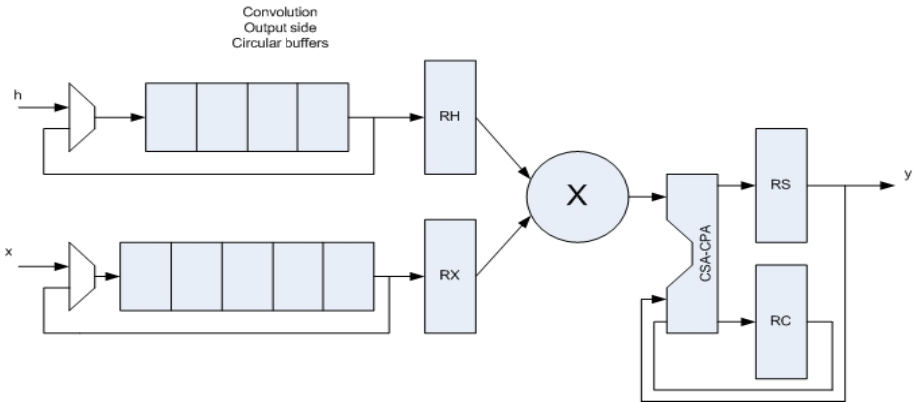 Convolution
Output side
Circular buffers
h
RH
x
RX
X
CSA-CPA
RS
RC
y